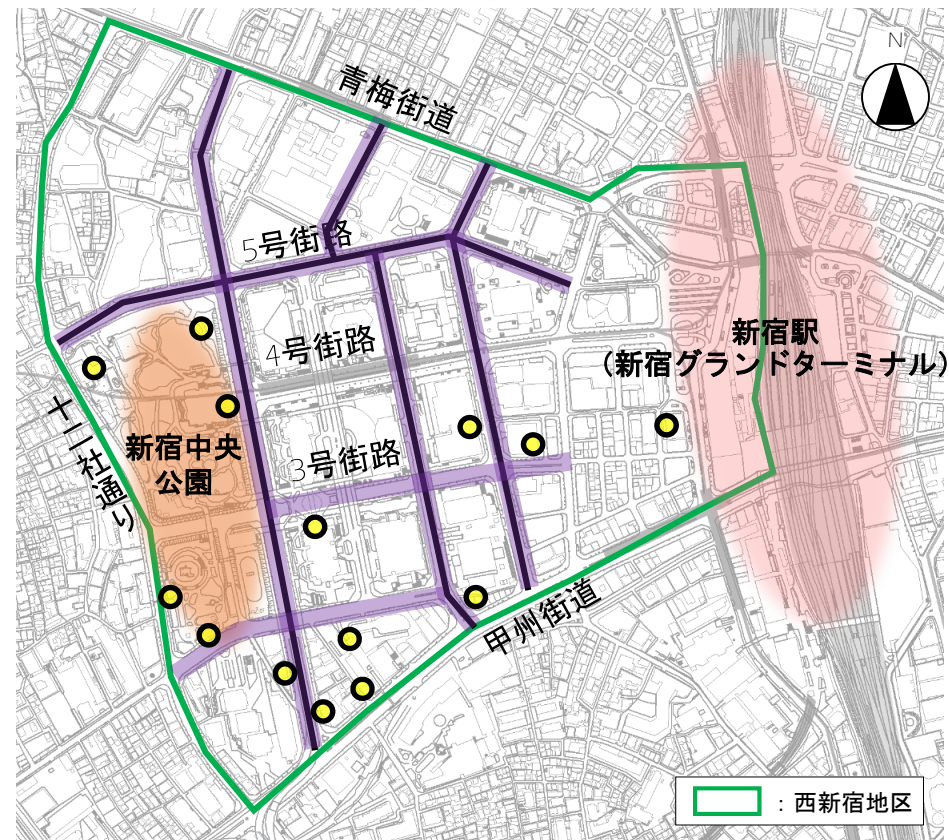 N
青梅街道
5号街路
新宿駅
（新宿グランドターミナル）
4号街路
十二社通り
新宿中央
公園
3号街路
甲州街道
：西新宿地区